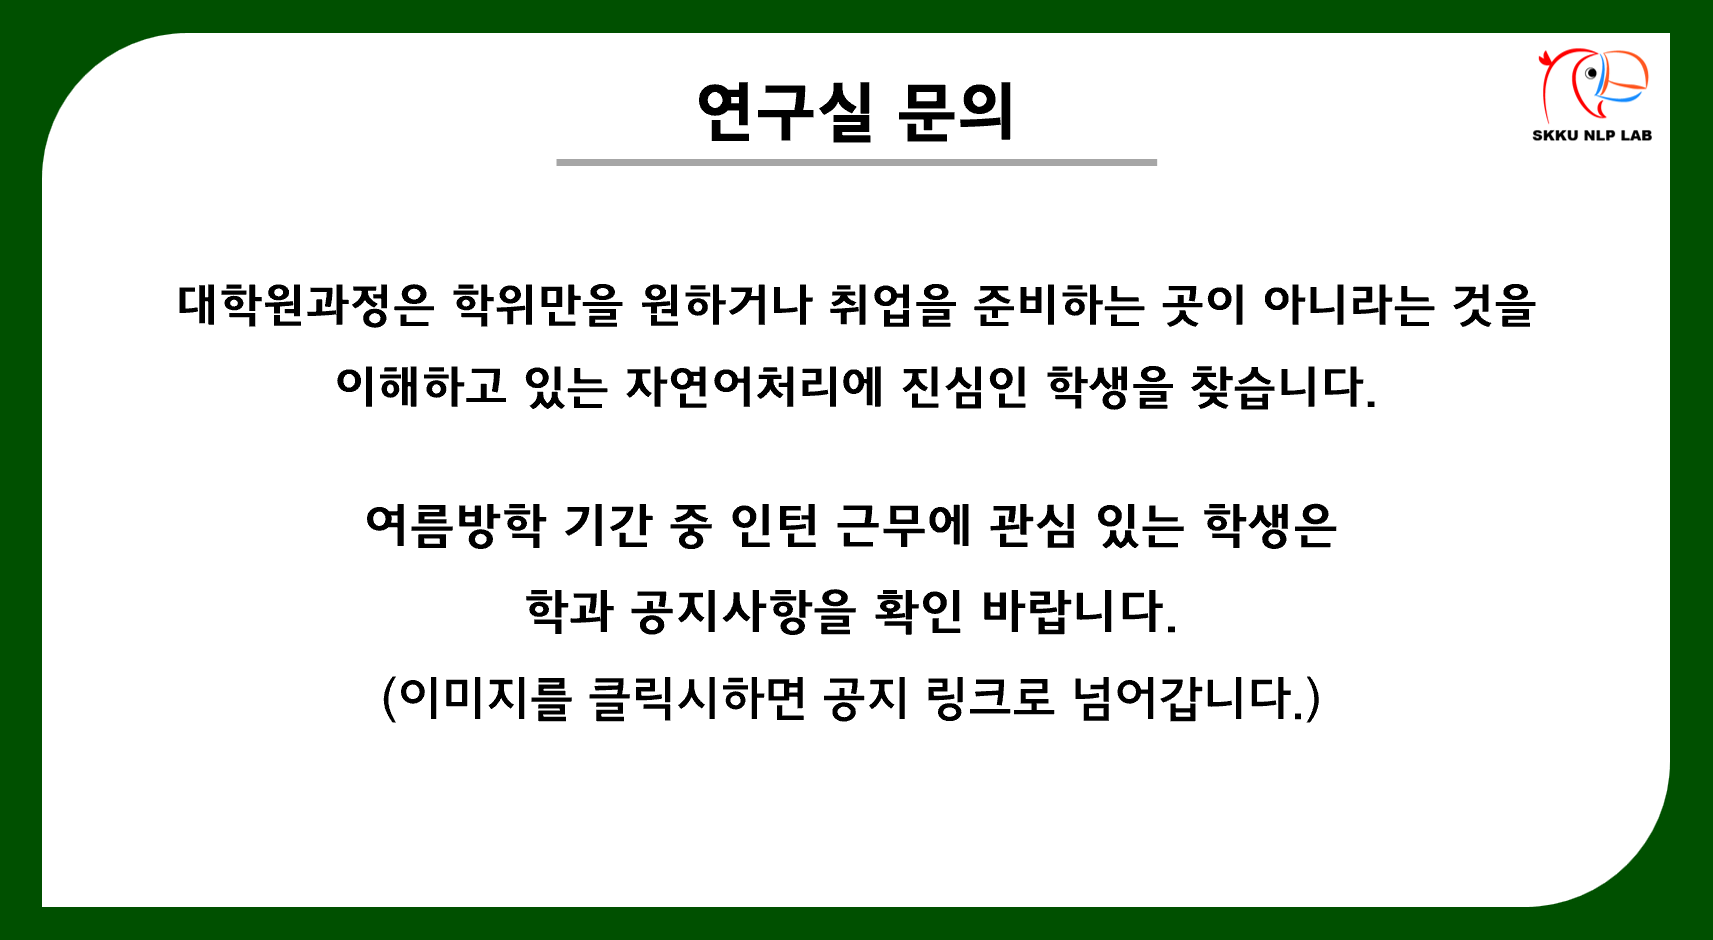 연구실 문의
SKKU NLP LAB
대학원과정은 학위만을 원하거나 취업을 준비하는 곳이 아니라는 것을
이해하고 있는 자연어처리에 진심인 학생을 찾습니다.
여름방학 기간 중 인턴 근무에 관심 있는 학생은
학과 공지사항을 확인 바랍니다.
(이미지를 클릭시하면 공지 링크로 넘어갑니다.)